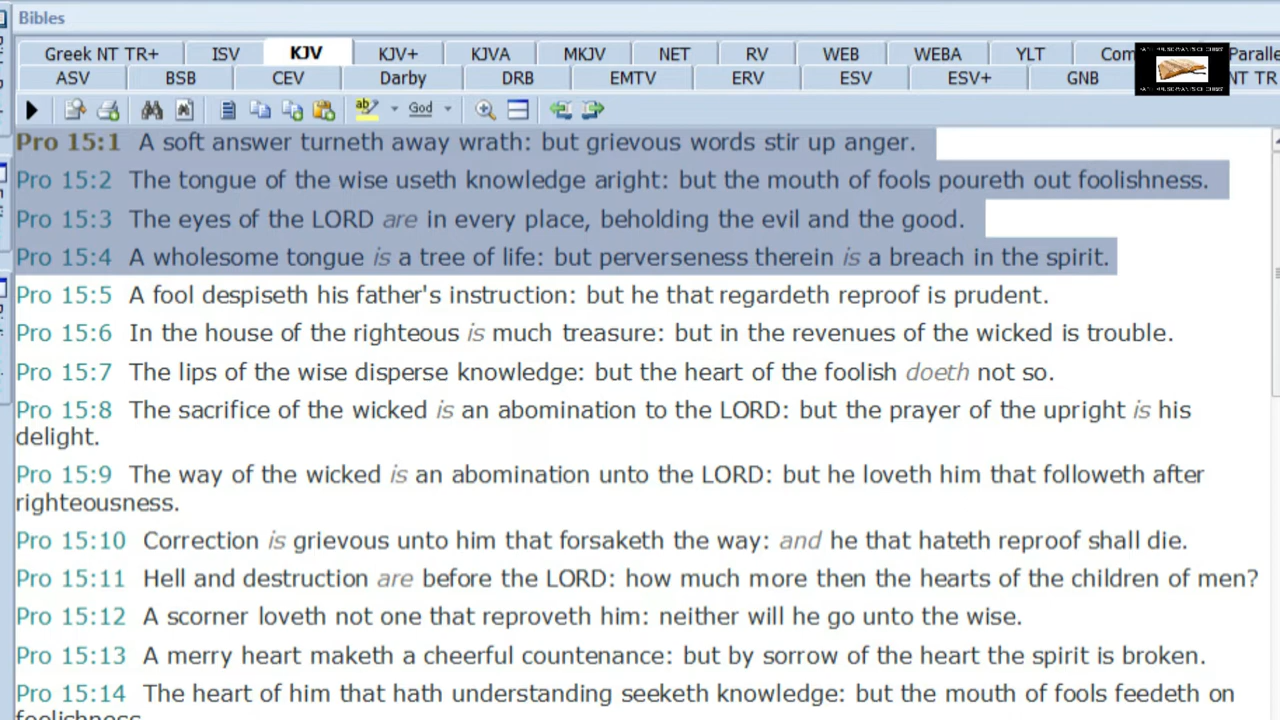 Bibles
Greek NT TR+ ISV KJV KJV+ KJVA MKJV NET RV WEB WEBA YLT Com Paralle
ASV BSB CEV Darby DRB EMTV ERV ESV ESV+ GNB NT TR
ab God
Pro 15:1 A soft answer turneth away wrath: but grievous words stir up anger.
Pro 15:2 The tongue of the wise useth knowledge aright: but the mouth of fools poureth out foolishness.
Pro 15:3 The eyes of the LORD are in every place, beholding the evil and the good.
Pro 15:4 A wholesome tongue is a tree of life: but perverseness therein is a breach in the spirit.
Pro 15:5 A fool despiseth his father's instruction: but he that regardeth reproof is prudent.
Pro 15:6 In the house of the righteous is much treasure: but in the revenues of the wicked is trouble.
Pro 15:7 The lips of the wise disperse knowledge: but the heart of the foolish doeth not so.
Pro 15:8 The sacrifice of the wicked is an abomination to the LORD: but the prayer of the upright is his
delight.
Pro 15:9 The way of the wicked is an abomination unto the LORD: but he loveth him that followeth after
righteousness.
Pro 15:10 Correction is grievous unto him that forsaketh the way: and he that hateth reproof shall die.
Pro 15:11 Hell and destruction are before the LORD: how much more then the hearts of the children of men?
Pro 15:12 A scorner loveth not one that reproveth him: neither will he go unto the wise.
Pro 15:13 A merry heart maketh a cheerful countenance: but by sorrow of the heart the spirit is broken.
Pro 15:14 The heart of him that hath understanding seeketh knowledge: but the mouth of fools feedeth on
foolishness.